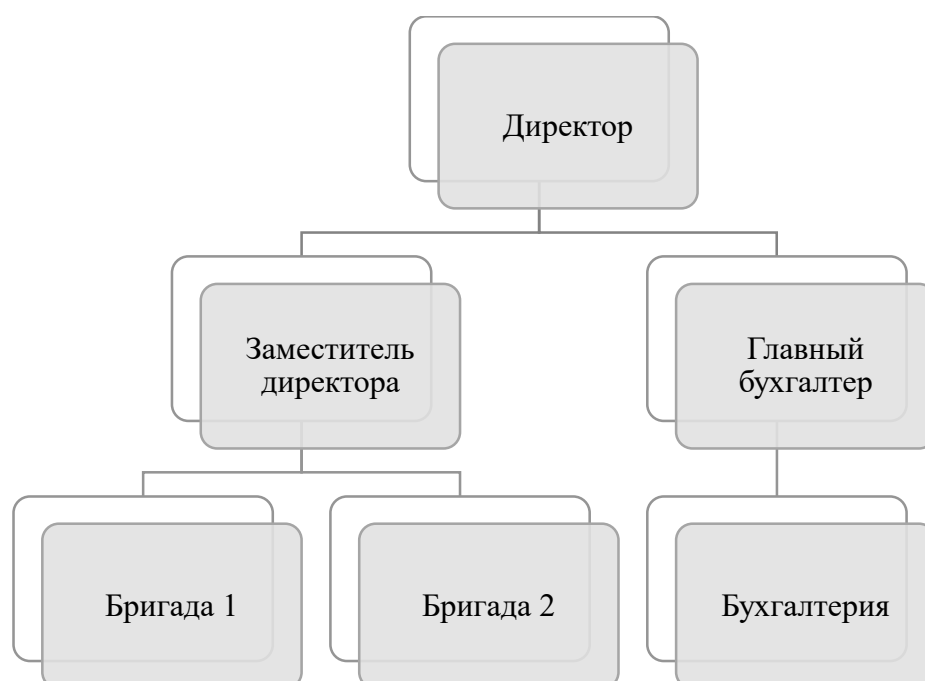 Директор
Заместитель
директора
Главный
бухгалтер
Бригада 1
Бригада 2
Бухгалтерия